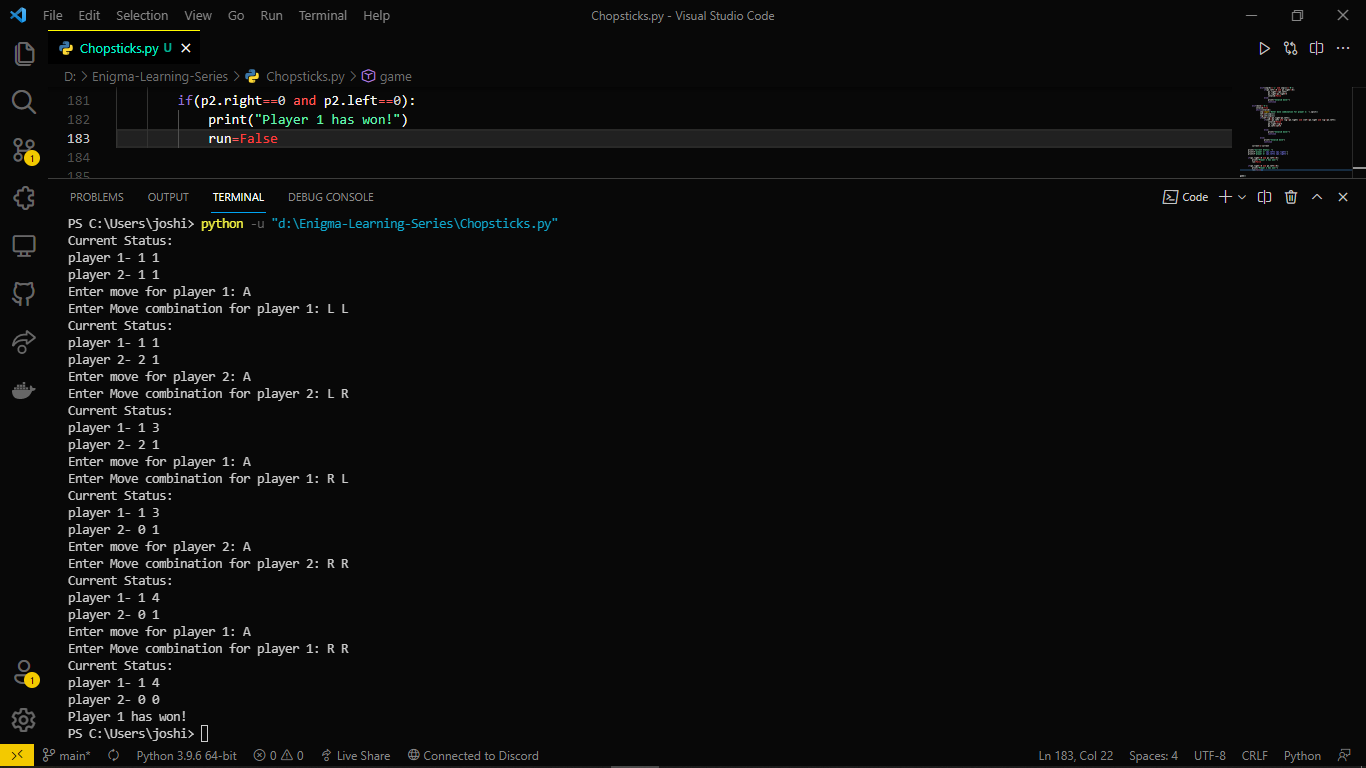 File Edit Selection View Go Run Terminal Help Chopsticks.py - Visual Studio Code
Chopsticks.py U
D: > Enigma-Learning-Series > Chopsticks.py > game
181 if(p2.right==0 and p2.left==0):
182 print("Player 1 has won!")
183 run=False
184
185
PROBLEMS OUTPUT TERMINAL DEBUG CONSOLE Code
PS C:\Users\joshi> python -u "d:\Enigma-Learning-Series\Chopsticks.py"
Current Status:
player 1- 1 1
player 2- 1 1
Enter move for player 1: A
Enter Move combination for player 1: L L
Current Status:
player 1- 1 1
player 2- 2 1
Enter move for player 2: A
Enter Move combination for player 2: L R
Current Status:
player 1- 1 3
player 2- 2 1
Enter move for player 1: A
Enter Move combination for player 1: R L
Current Status:
player 1- 1 3
player 2- 0 1
Enter move for player 2: A
Enter Move combination for player 2: R R
Current Status:
player 1- 1 4
player 2- 0 1
Enter move for player 1: A
Enter Move combination for player 1: R R
Current Status:
player 1- 1 4
player 2- 0 0
Player 1 has won!
PS C:\Users\joshi>
1
1
main* Python 3.9.6 64-bit 0 0 Live Share Connected to Discord Ln 183, Col 22 Spaces: 4 UTF-8 CRLF Python